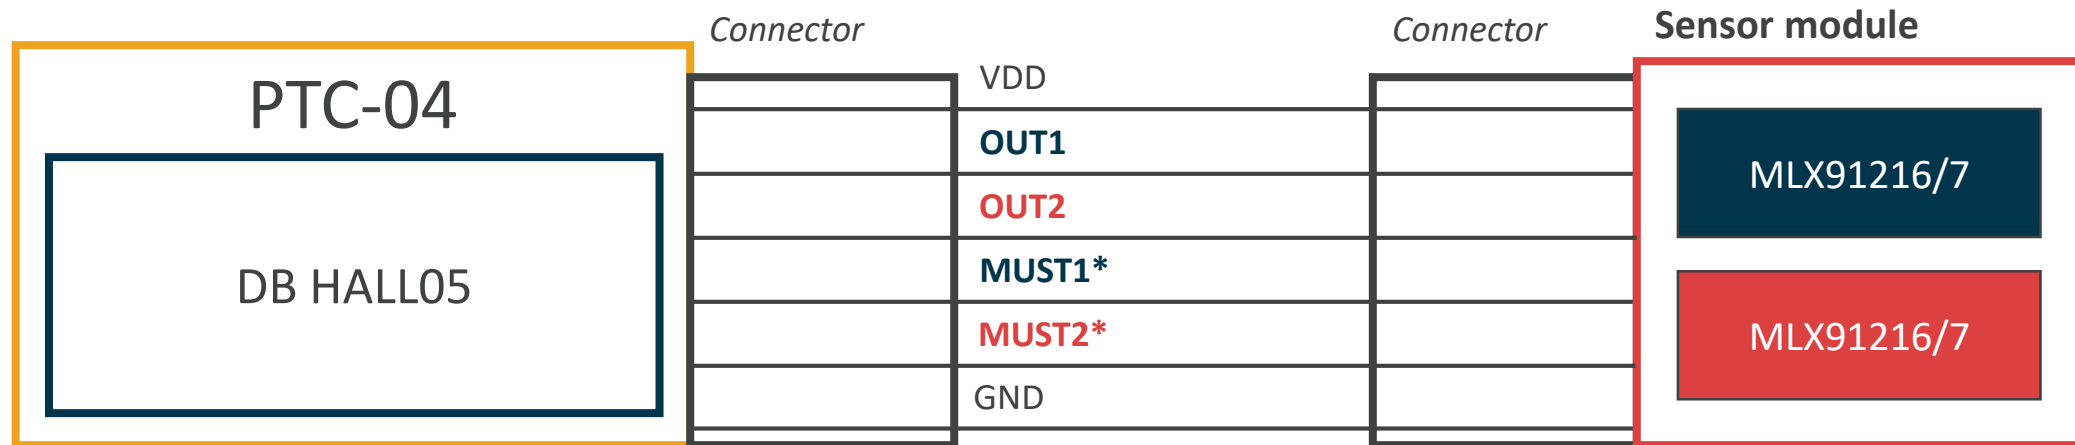 Connector
Connector
Sensor module
PTC-04
DB HALL05
VDD
OUT1
OUT2
MUST1*
MUST2*
GND
MLX91216/7
MLX91216/7